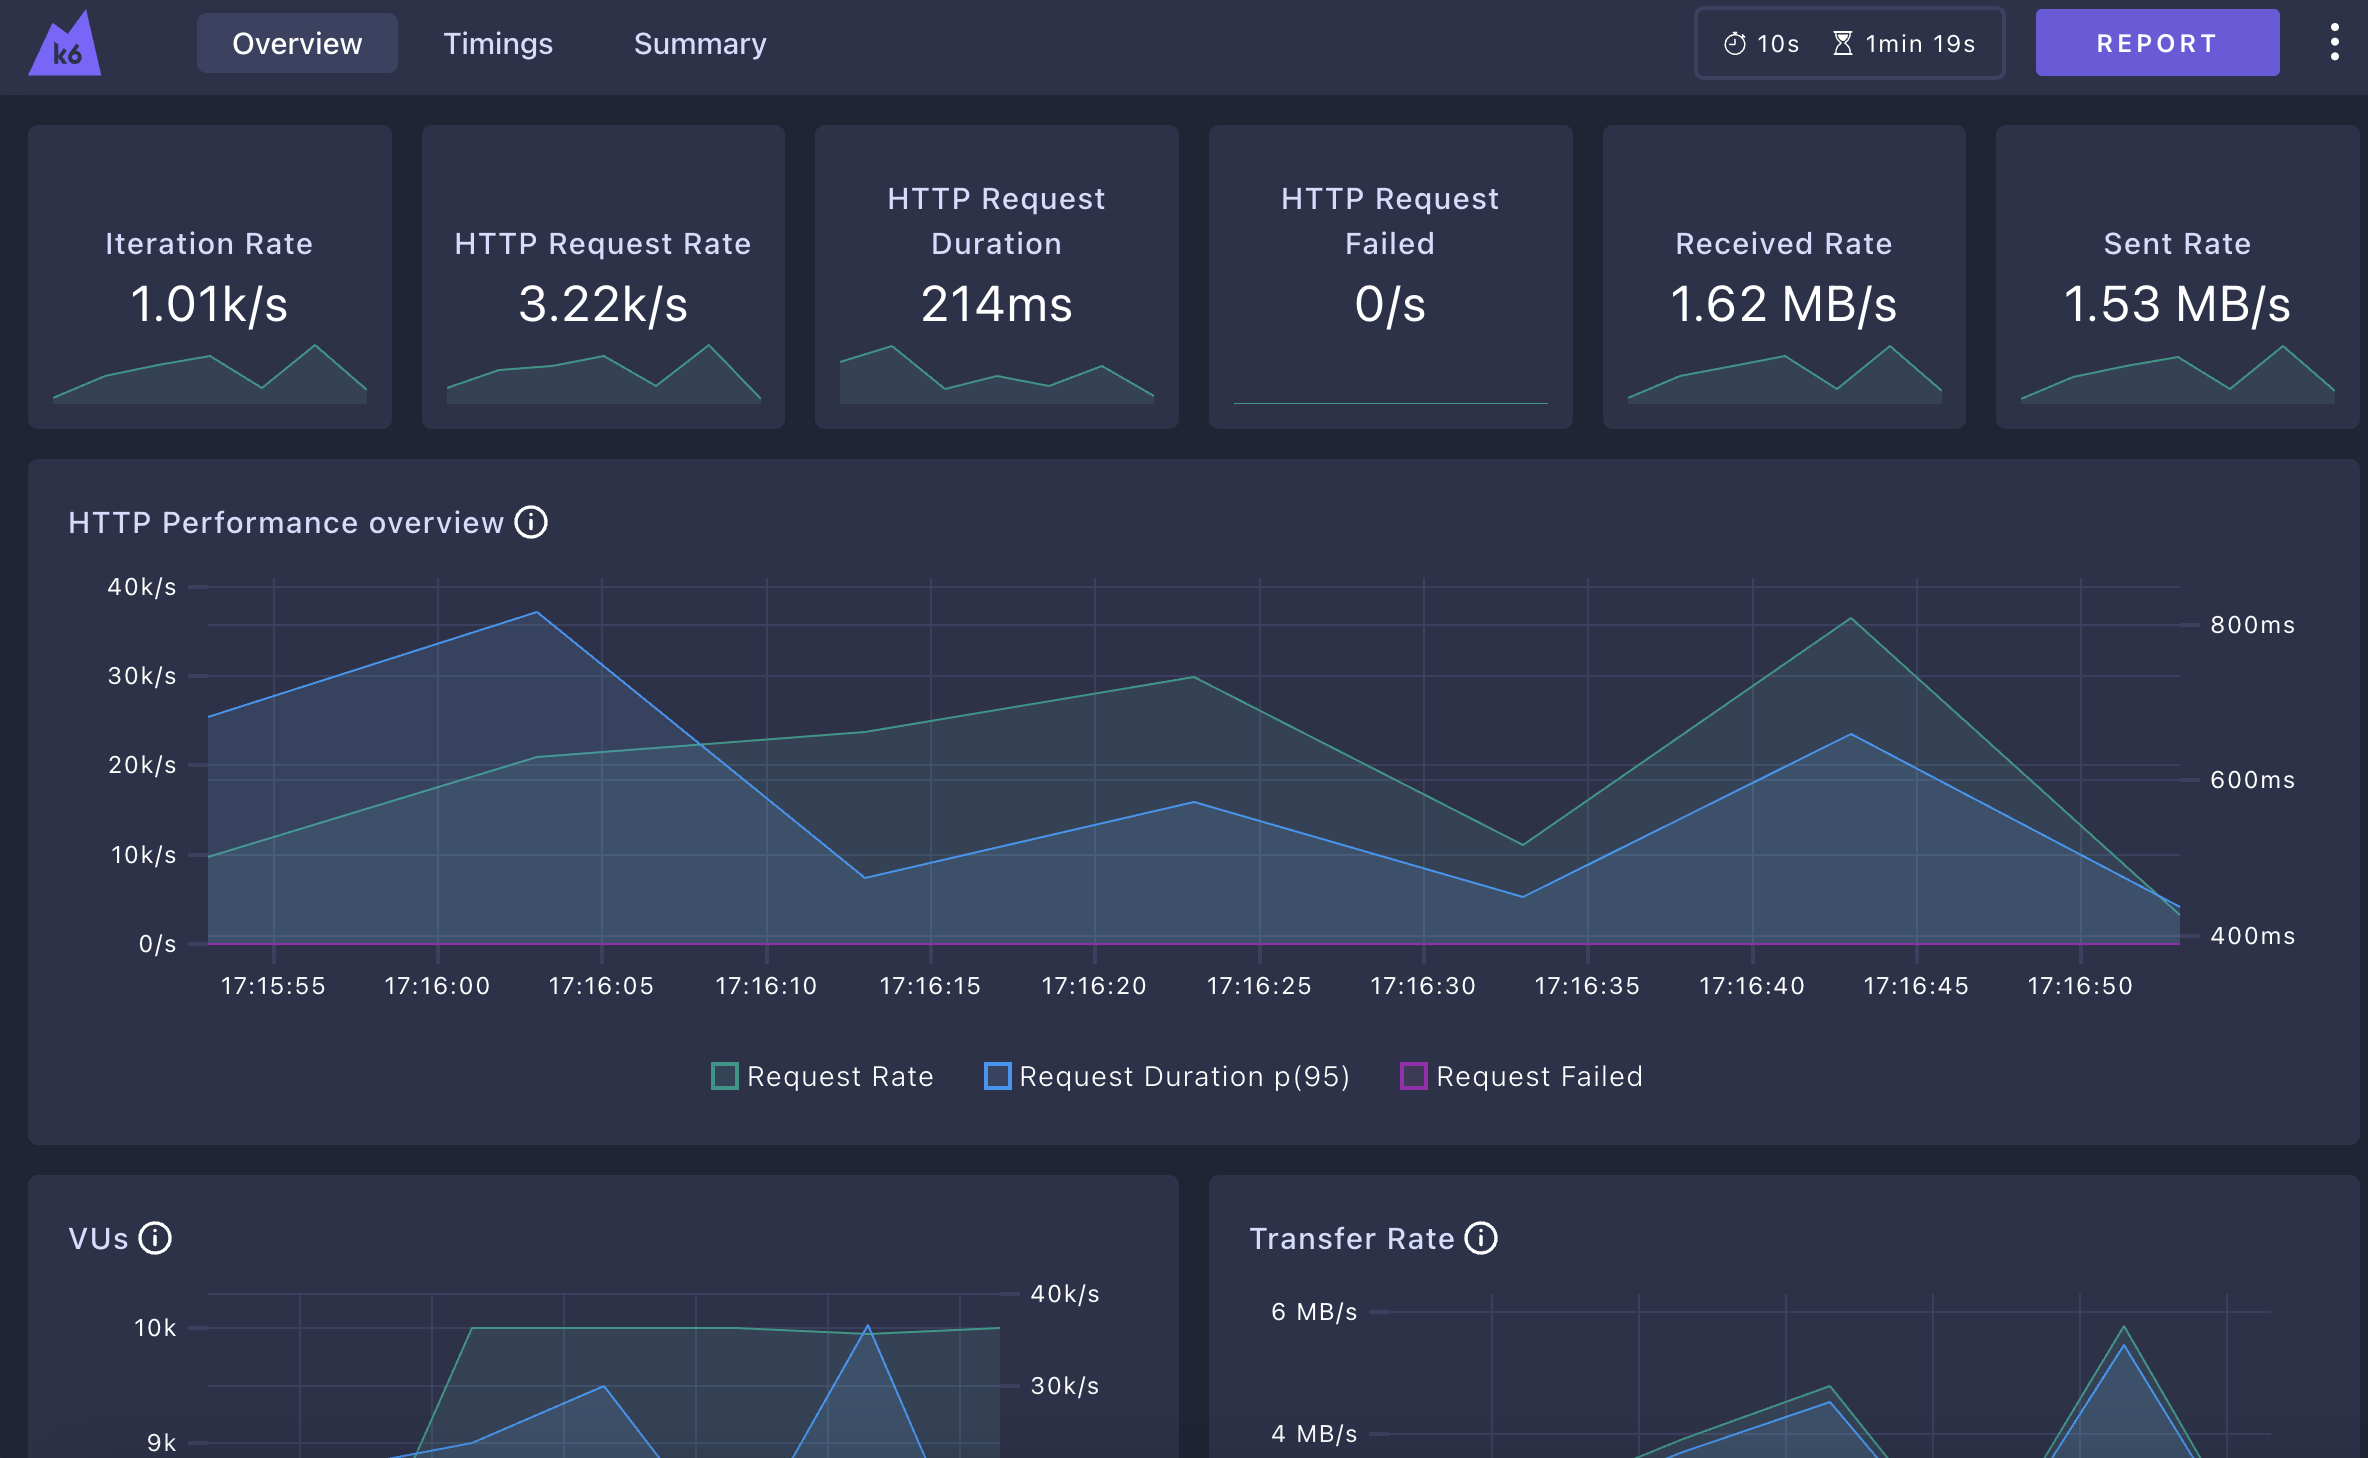 k6
Overview
Timings
Summary
10s
1min 19s
REPORT
Iteration Rate
1.01k/s
HTTP Request Rate
3.22k/s
HTTP Request
Duration
214ms
HTTP Request
Failed
0/s
Received Rate
1.62 MB/s
Sent Rate
1.53 MB/s
HTTP Performance overview
40k/s
30k/s
20k/s
10k/s
0/s
800ms
600ms
400ms
17:15:55
17:16:00
17:16:05
17:16:10
17:16:15
17:16:20
17:16:25
17:16:30
17:16:35
17:16:40
17:16:45
17:16:50
Request Rate
Request Duration p(95)
Request Failed
VUs
10k
9k
40k/s
30k/s
Transfer Rate
6 MB/s
4 MB/s